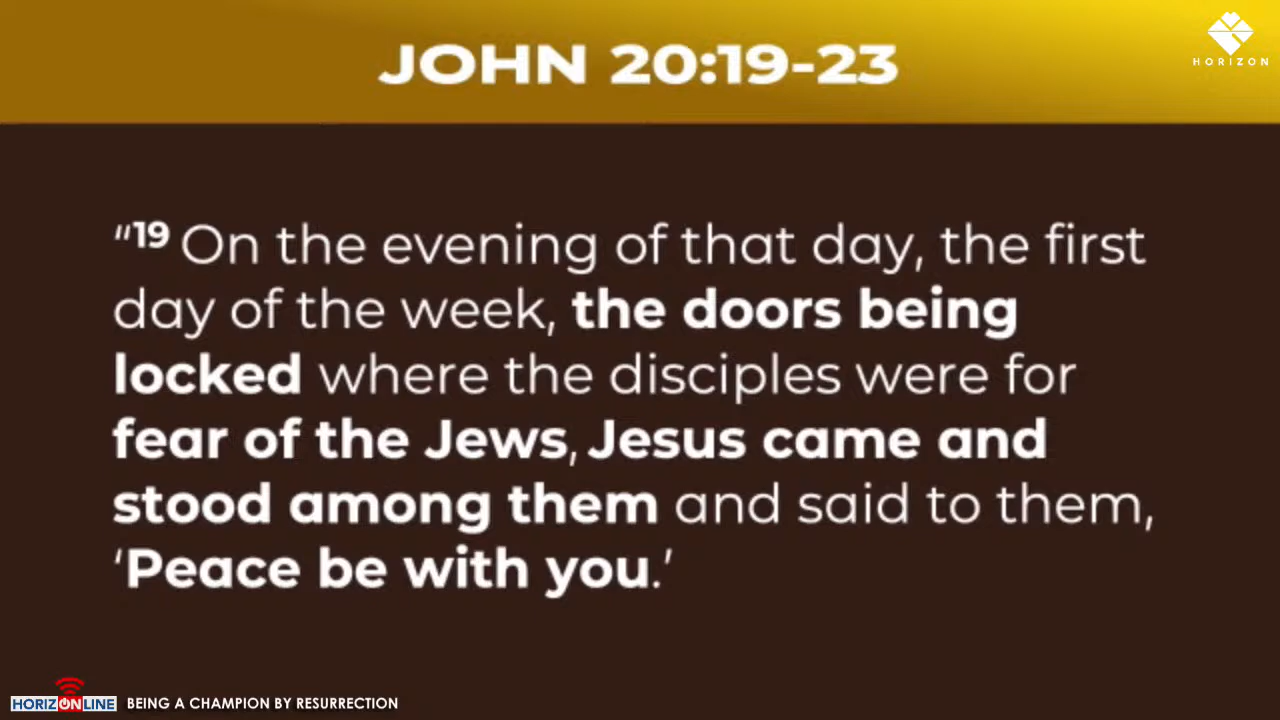 JOHN 20:19-23
HORIZON
“19 On the evening of that day, the first
day of the week, the doors being
locked where the disciples were for
fear of the Jews, Jesus came and
stood among them and said to them,
‘Peace be with you.’
HORIZONLINE BEING A CHAMPION BY RESURRECTION